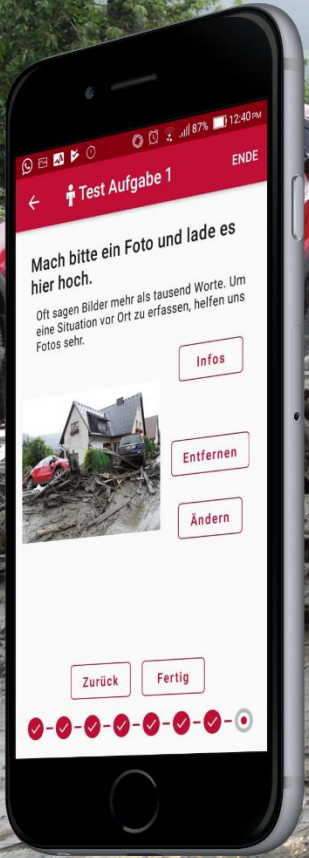 87% 12:40 PM
Test Aufgabe 1
ENDE
Mach bitte ein Foto und lade es
hier hoch.
Oft sagen Bilder mehr als tausend Worte. Um
eine Situation vor Ort zu erfassen, helfen uns
Fotos sehr.
Infos
Entfernen
Ändern
Zurück
Fertig